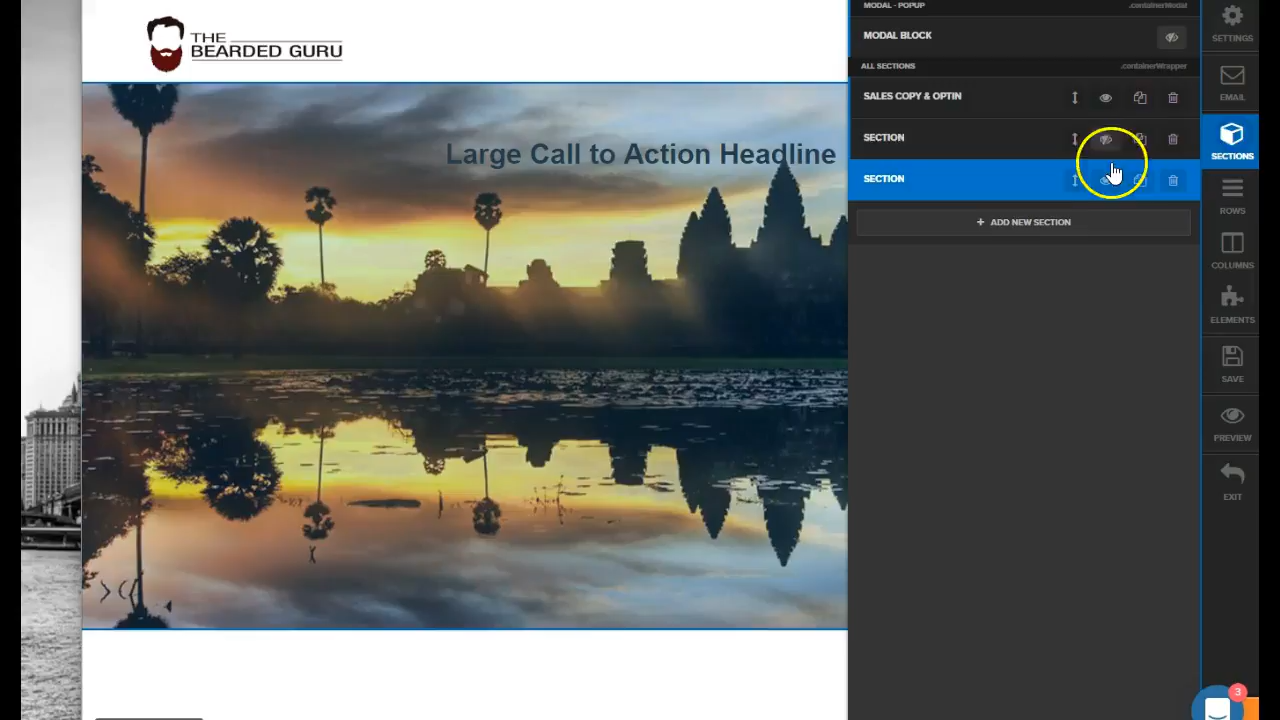 MODAL - POPUP
.containerModal
MODAL BLOCK
ALL SECTIONS
.containerWrapper
SALES COPY & OPTIN
SECTION
SECTION
+ ADD NEW SECTION
SETTINGS
EMAIL
SECTIONS
ROWS
COLUMNS
ELEMENTS
SAVE
PREVIEW
EXIT
3
THE
BEARDED GURU
Large Call to Action Headline